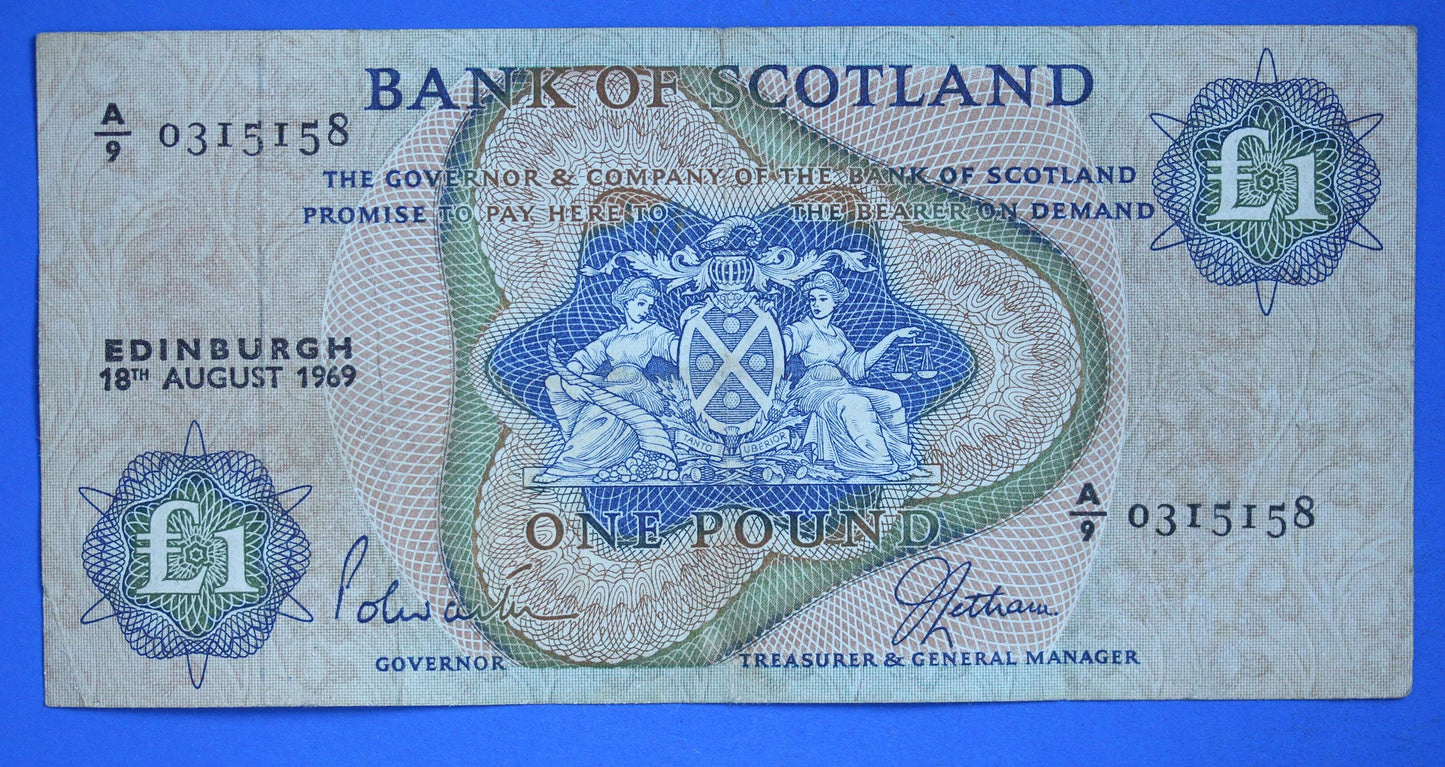 BANK OF SCOTLAND
A/9 0315158
£1
THE GOVERNOR & COMPANY OF THE BANK OF SCOTLAND
PROMISE TO PAY HERE TO THE BEARER ON DEMAND
EDINBURGH
18TH AUGUST 1969
TANTO UBERIOR
A/9 0315158
ONE POUND
£1
Polwarth
JLetham
GOVERNOR
TREASURER & GENERAL MANAGER